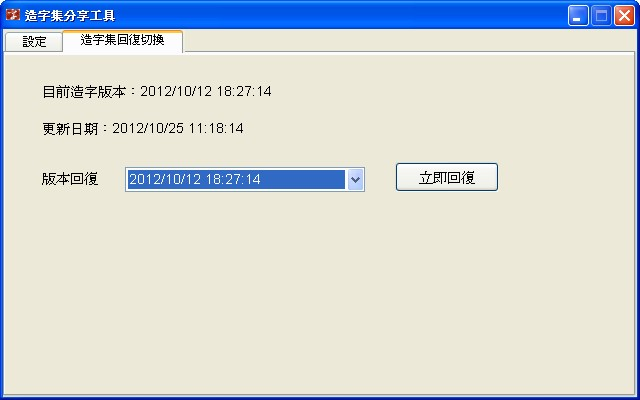 造字集分享工具
設定 造字集回復切換
目前造字版本：2012/10/12 18:27:14
更新日期：2012/10/25 11:18:14
版本回復 2012/10/12 18:27:14 立即回復